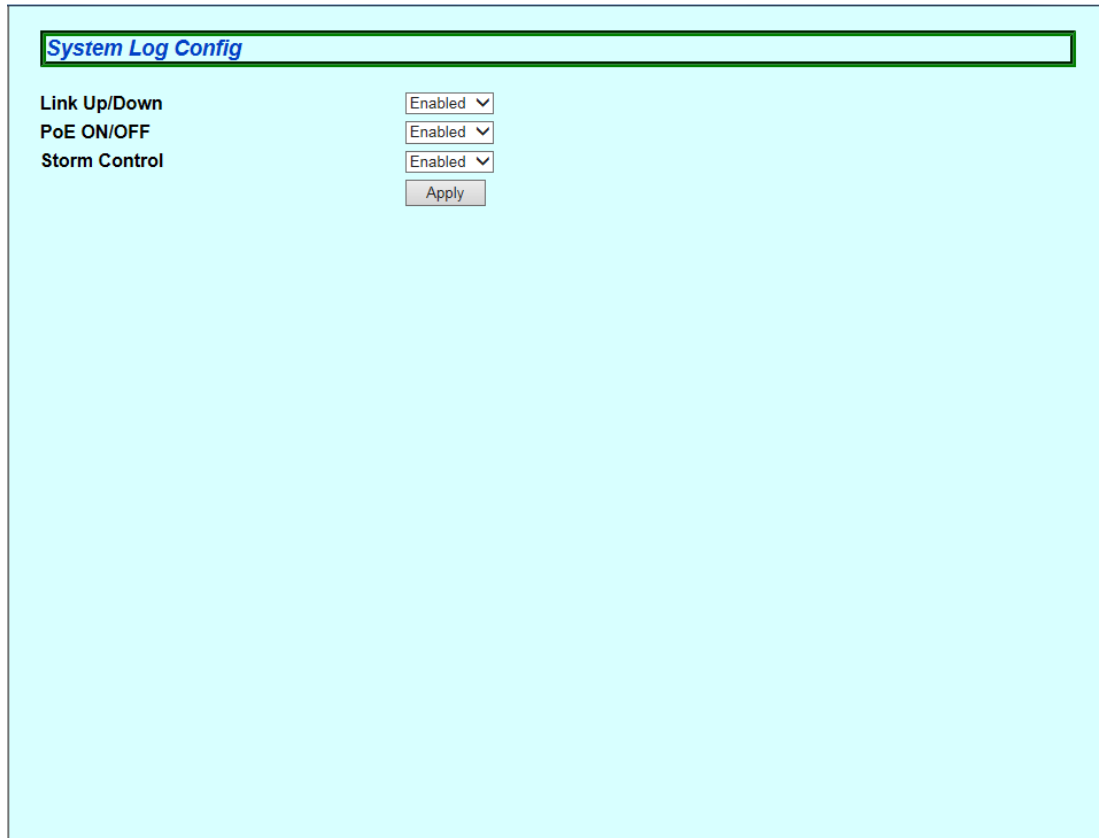 System Log Config
Link Up/Down Enabled
PoE ON/OFF Enabled
Storm Control Enabled
Apply